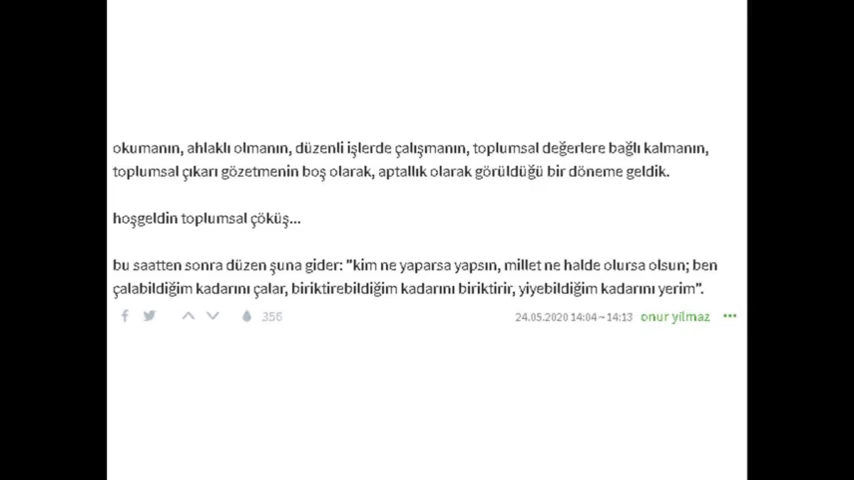 okumanın, ahlaklı olmanın, düzenli işlerde çalışmanın, toplumsal değerlere bağlı kalmanın,
toplumsal çıkarı gözetmenin boş olarak, aptallık olarak görüldüğü bir döneme geldik.
hoşgeldin toplumsal çöküş...
bu saatten sonra düzen şuna gider: "kim ne yaparsa yapsın, millet ne halde olursa olsun; ben
çalabildiğim kadarını çalar, biriktirebildiğim kadarını biriktirir, yiyebildiğim kadarını yerim".
356 24.05.2020 14:04 ~ 14:13 onur yilmaz